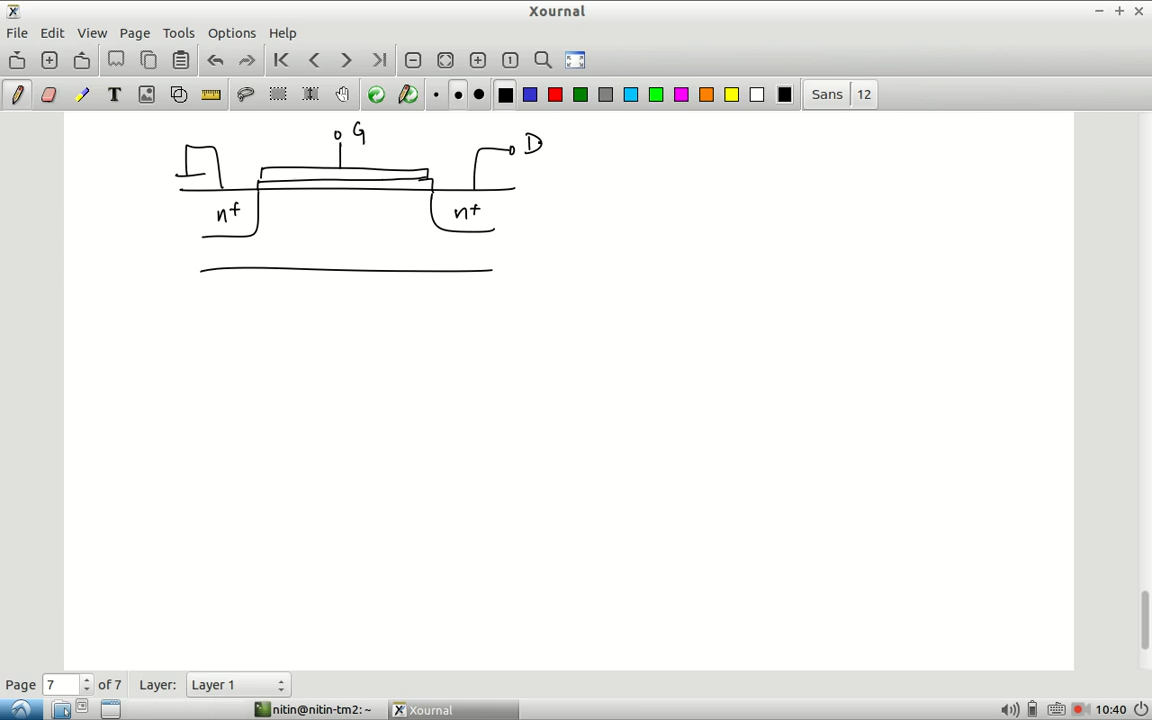 Xournal
File Edit View Page Tools Options Help
T Sans 12
G
D
n+ n+
Page 7 of 7 Layer: Layer 1
nitin@nitin-tm2: ~ Xournal 10:40